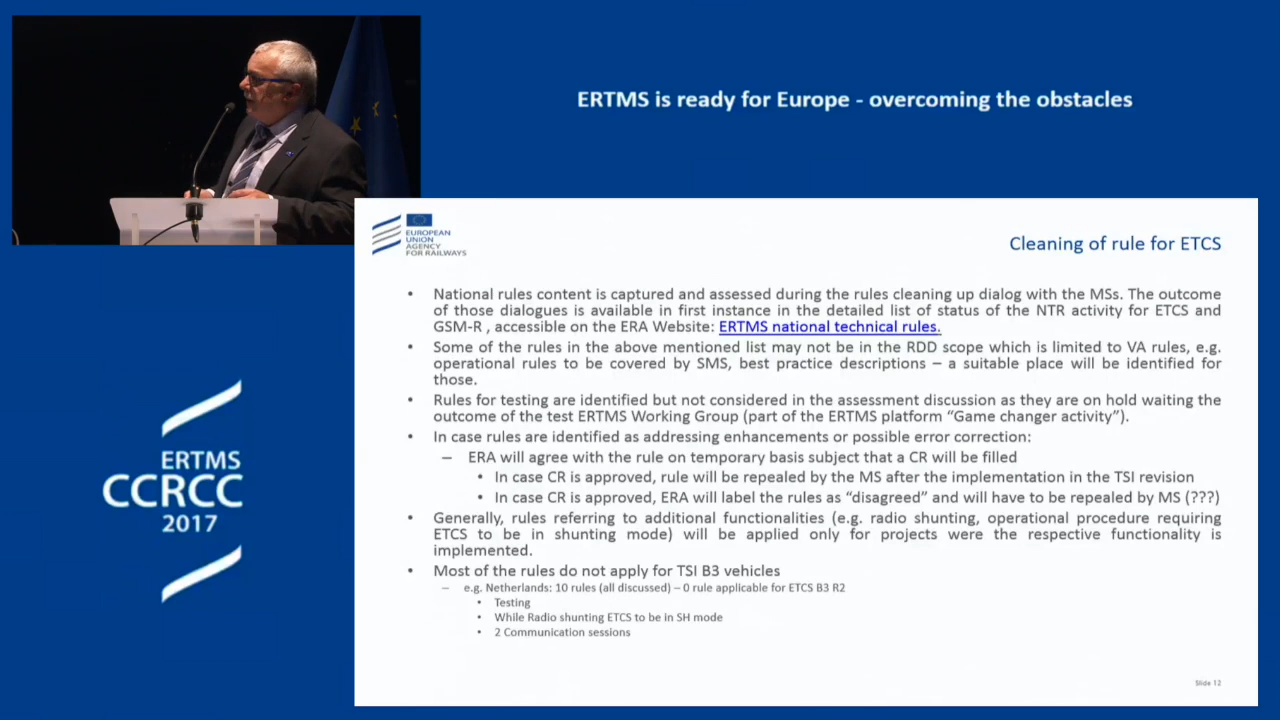 ERTMS is ready for Europe - overcoming the obstacles
EUROPEAN
UNION
AGENCY
FOR RAILWAYS
Cleaning of rule for ETCS
• National rules content is captured and assessed during the rules cleaning up dialog with the MSs. The outcome
of those dialogues is available in first instance in the detailed list of status of the NTR activity for ETCS and
GSM-R , accessible on the ERA Website: ERTMS national technical rules.
• Some of the rules in the above mentioned list may not be in the RDD scope which is limited to VA rules, e.g.
operational rules to be covered by SMS, best practice descriptions – a suitable place will be identified for
those.
• Rules for testing are identified but not considered in the assessment discussion as they are on hold waiting the
outcome of the test ERTMS Working Group (part of the ERTMS platform “Game changer activity”).
• In case rules are identified as addressing enhancements or possible error correction:
– ERA will agree with the rule on temporary basis subject that a CR will be filled
• In case CR is approved, rule will be repealed by the MS after the implementation in the TSI revision
• In case CR is approved, ERA will label the rules as “disagreed” and will have to be repealed by MS (???)
• Generally, rules referring to additional functionalities (e.g. radio shunting, operational procedure requiring
ETCS to be in shunting mode) will be applied only for projects were the respective functionality is
implemented.
• Most of the rules do not apply for TSI B3 vehicles
– e.g. Netherlands: 10 rules (all discussed) – 0 rule applicable for ETCS B3 R2
• Testing
• While Radio shunting ETCS to be in SH mode
• 2 Communication sessions
Slide 12
ERTMS
CCRCC
2017